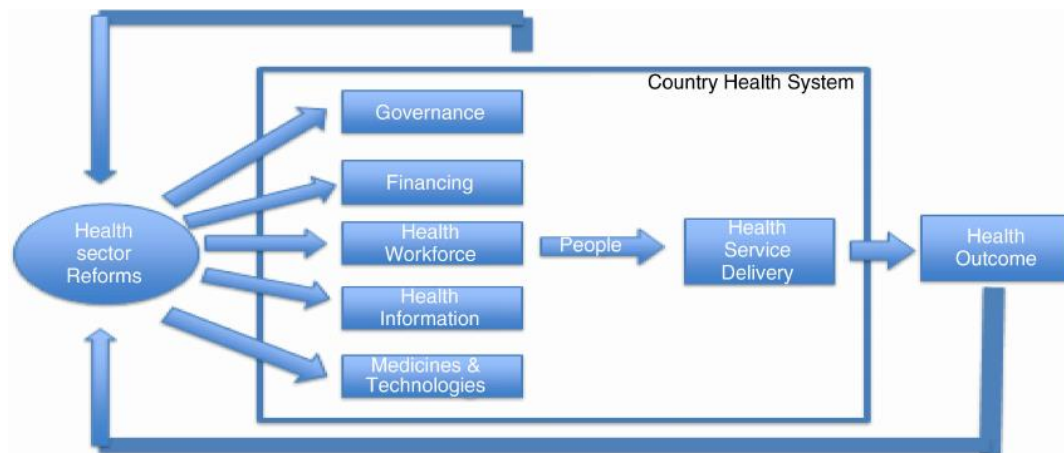 Country Health System
Governance
Financing
Health
sector
Reforms
Health
Workforce
People
Health
Service
Delivery
Health
Outcome
Health
Information
Medicines &
Technologies